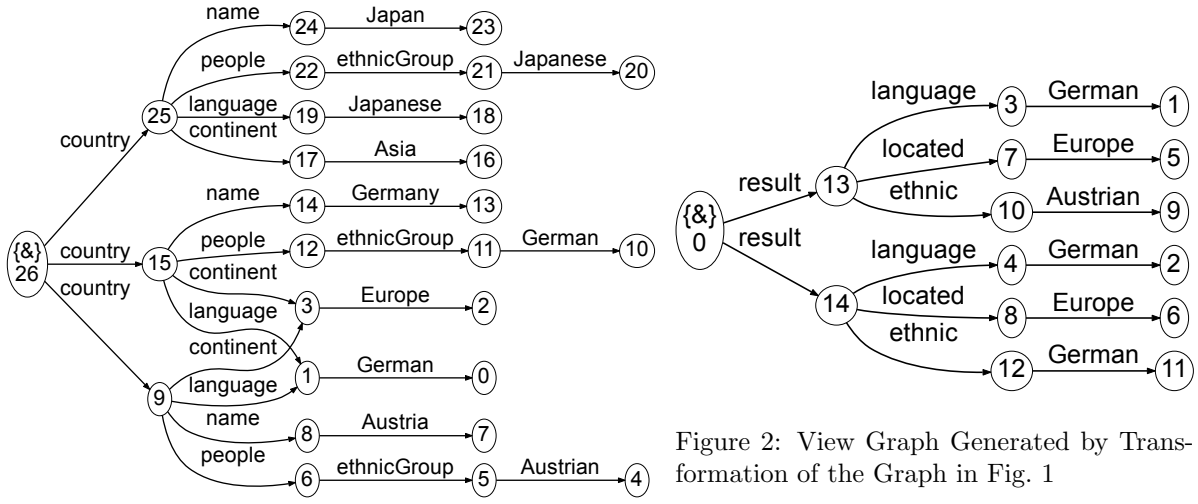 name
24
Japan
23
people
22
ethnicGroup
21
Japanese
20
country
25
language
19
Japanese
18
continent
17
Asia
16
{&}
26
country
15
name
14
Germany
13
people
12
ethnicGroup
11
German
10
continent
3
Europe
2
language
country
9
continent
language
1
German
0
name
8
Austria
7
people
6
ethnicGroup
5
Austrian
4
{&}
0
result
13
language
3
German
1
located
7
Europe
5
ethnic
10
Austrian
9
result
14
language
4
German
2
located
8
Europe
6
ethnic
12
German
11
Figure 2: View Graph Generated by Trans-
formation of the Graph in Fig. 1